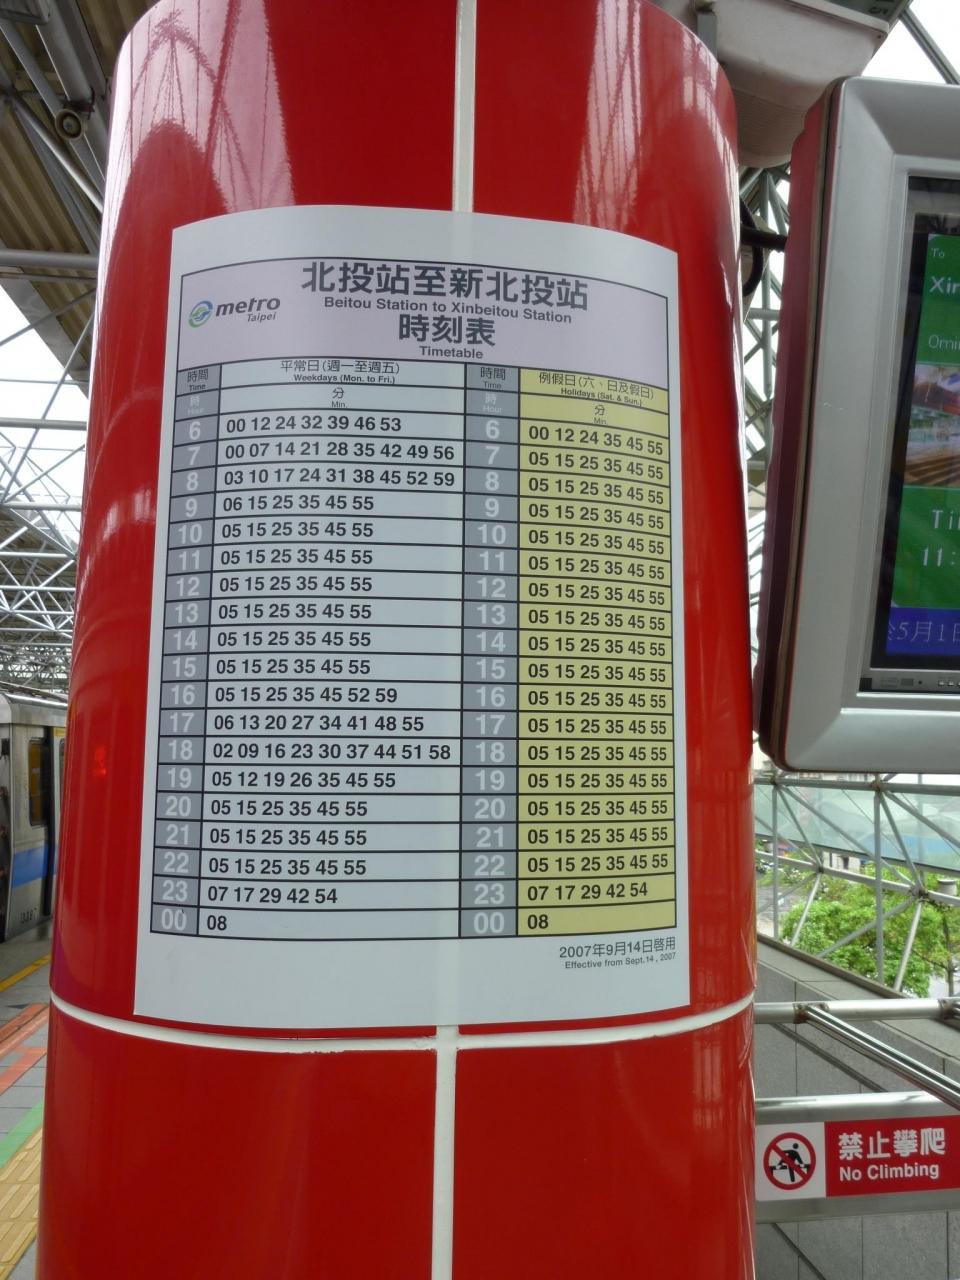 北投站至新北投站
metro
Taipei
Beitou Station to Xinbeitou Station
時刻表
Timetable
時間 平常日(週一至週五) 時間 例假日(六、日及假日)
Time Weekdays (Mon. to Fri.) Time Holidays (Sat. & Sun.)
時 分 時 分
Hour Min. Hour Min.
6 00 12 24 32 39 46 53 6 00 12 24 35 45 55
7 00 07 14 21 28 35 42 49 56 7 05 15 25 35 45 55
8 03 10 17 24 31 38 45 52 59 8 05 15 25 35 45 55
9 06 15 25 35 45 55 9 05 15 25 35 45 55
10 05 15 25 35 45 55 10 05 15 25 35 45 55
11 05 15 25 35 45 55 11 05 15 25 35 45 55
12 05 15 25 35 45 55 12 05 15 25 35 45 55
13 05 15 25 35 45 55 13 05 15 25 35 45 55
14 05 15 25 35 45 55 14 05 15 25 35 45 55
15 05 15 25 35 45 55 15 05 15 25 35 45 55
16 05 15 25 35 45 52 59 16 05 15 25 35 45 55
17 06 13 20 27 34 41 48 55 17 05 15 25 35 45 55
18 02 09 16 23 30 37 44 51 58 18 05 15 25 35 45 55
19 05 12 19 26 35 45 55 19 05 15 25 35 45 55
20 05 15 25 35 45 55 20 05 15 25 35 45 55
21 05 15 25 35 45 55 21 05 15 25 35 45 55
22 05 15 25 35 45 55 22 05 15 25 35 45 55
23 07 17 29 42 54 23 07 17 29 42 54
00 08 00 08
2007年9月14日啓用
Effective from Sept.14 , 2007
To
11:
5月1日
禁止攀爬
No Climbing